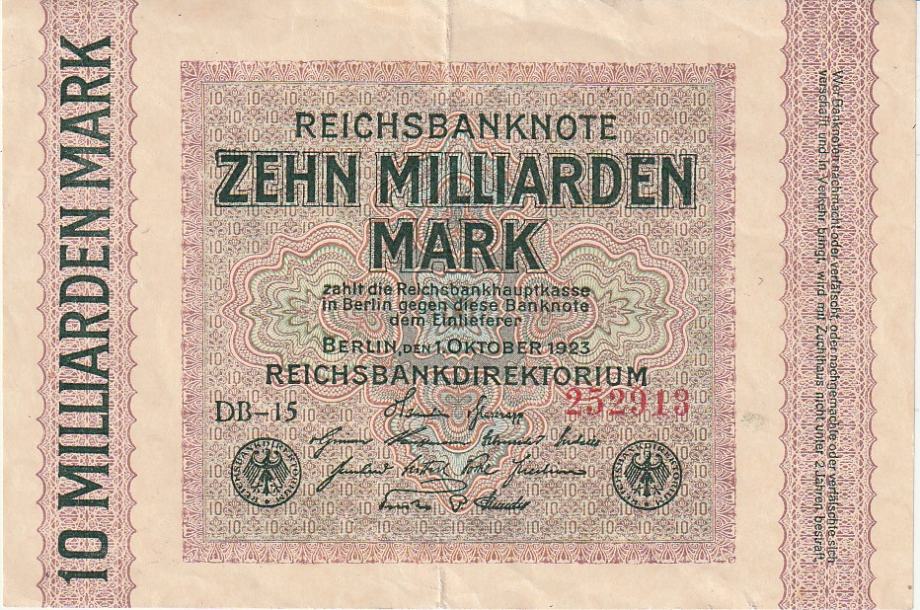 10 MILLIARDEN MARK
REICHSBANKNOTE
ZEHN MILLIARDEN
MARK
zahlt die Reichsbankhauptkasse
in Berlin gegen diese Banknote
dem Einlieferer
BERLIN, DEN 1. OKTOBER 1923
REICHSBANKDIREKTORIUM
DB-15
252913
Wer Banknoten nachmacht oder verfälscht, oder nachgemachte oder verfälschte sich
verschafft und in Verkehr bringt, wird mit Zuchthaus nicht unter 2 Jahren bestraft.